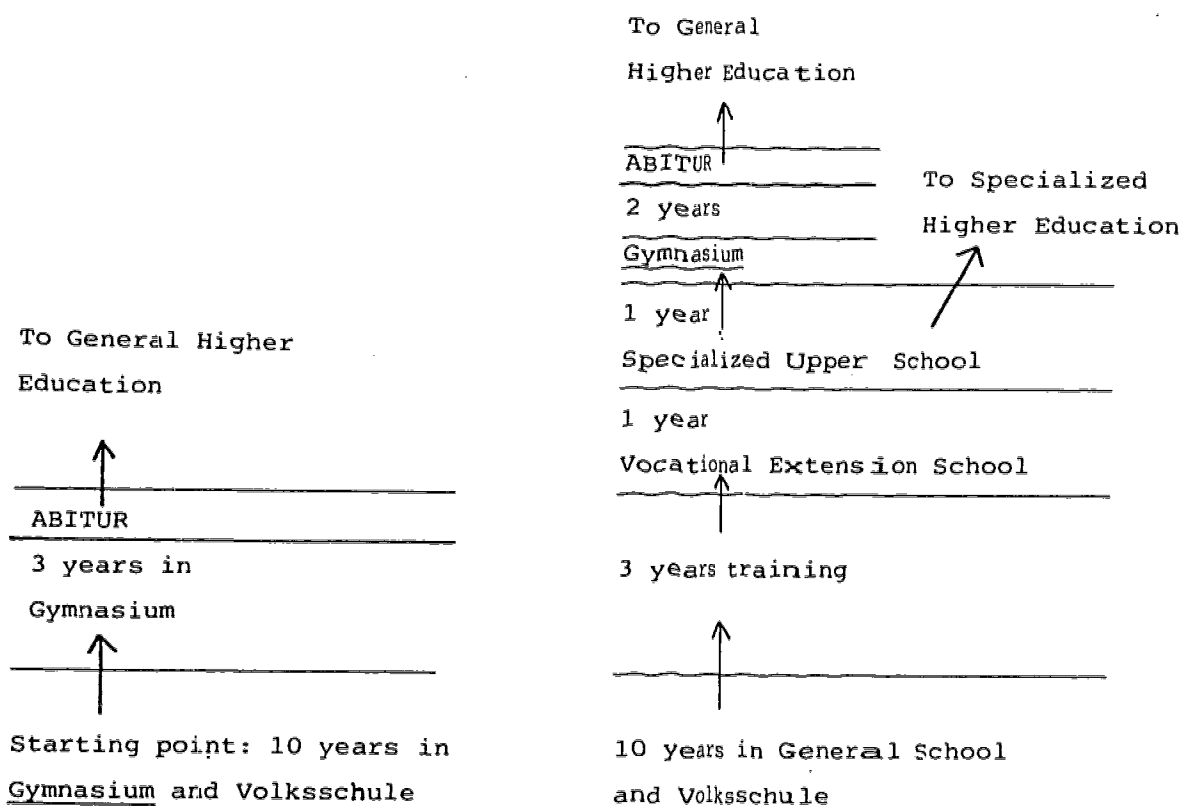 To General Higher
Education
ABITUR
3 years in
Gymnasium
Starting point: 10 years in
Gymnasium and Volksschule
To General
Higher Education
ABITUR
2 years
Gymnasium
To Specialized
Higher Education
1 year
Specialized Upper School
1 year
Vocational Extension School
3 years training
10 years in General School
and Volksschule